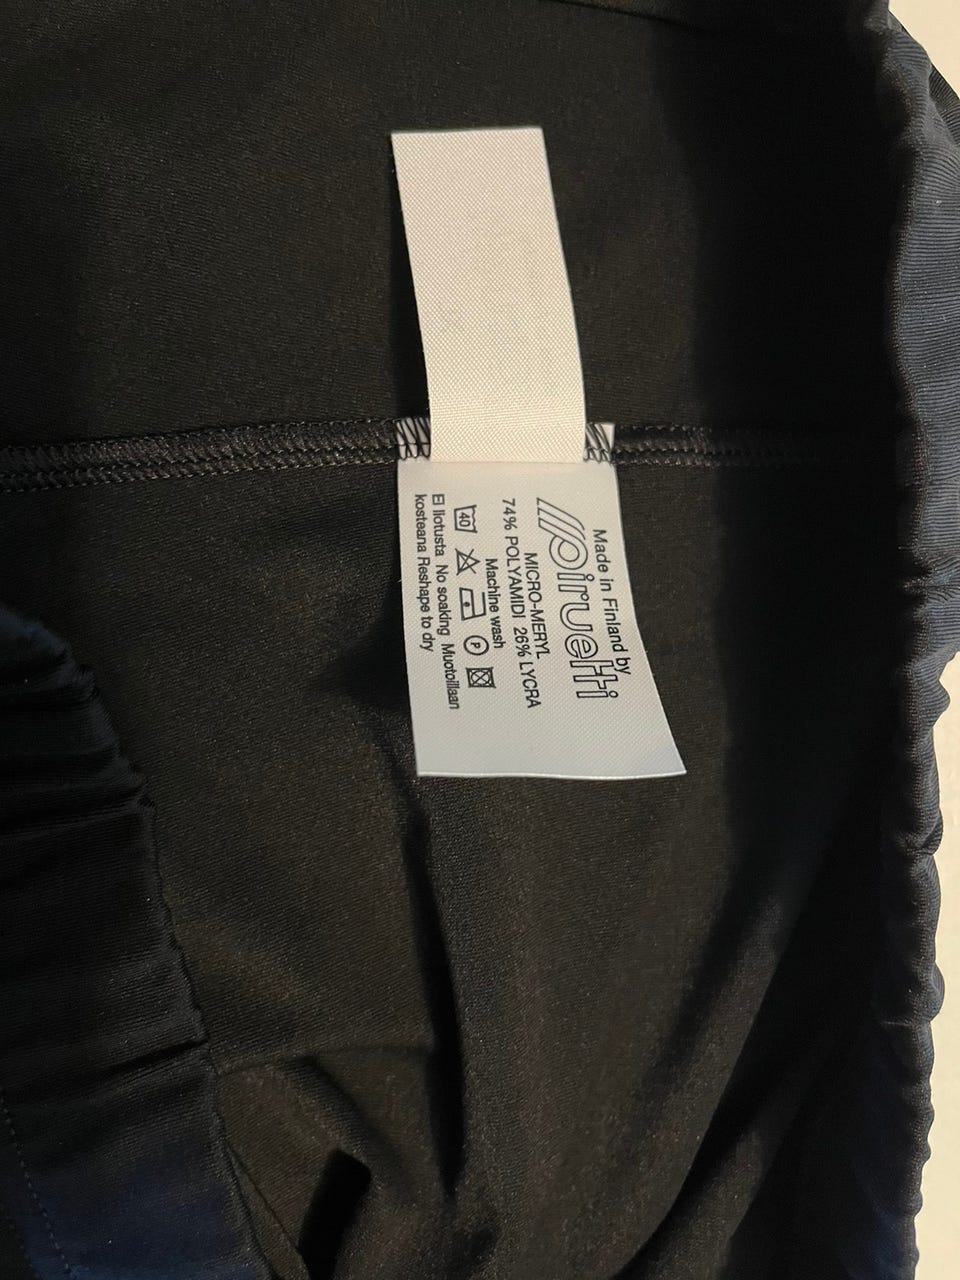 Made in Finland by
piruetti
MICRO-MERYL
74% POLYAMIDI 26% LYCRA
Machine wash
40 P
Ei liotusta No soaking Muotoillaan
kosteana Reshape to dry